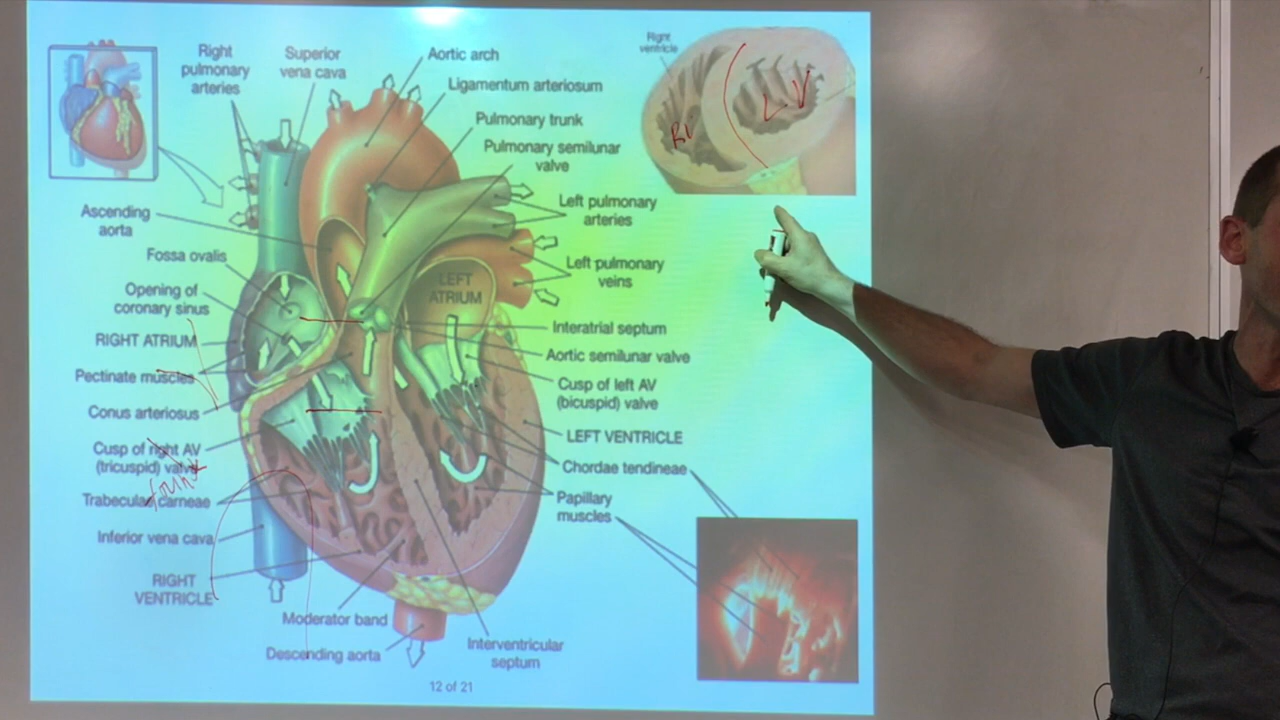 Right
pulmonary
arteries
Superior
vena cava
Aortic arch
Ligamentum arteriosum
Pulmonary trunk
Pulmonary semilunar
valve
Left pulmonary
arteries
Left pulmonary
veins
LEFT
ATRIUM
Interatrial septum
Aortic semilunar valve
Cusp of left AV
(bicuspid) valve
LEFT VENTRICLE
Chordae tendineae
Papillary
muscles
Ascending
aorta
Fossa ovalis
Opening of
coronary sinus
RIGHT ATRIUM
Pectinate muscles
Conus arteriosus
Cusp of right AV
(tricuspid) valve
Trabeculae carneae
Inferior vena cava
RIGHT
VENTRICLE
Moderator band
Descending aorta
Interventricular
septum
12 of 21
Right
ventricle
LV